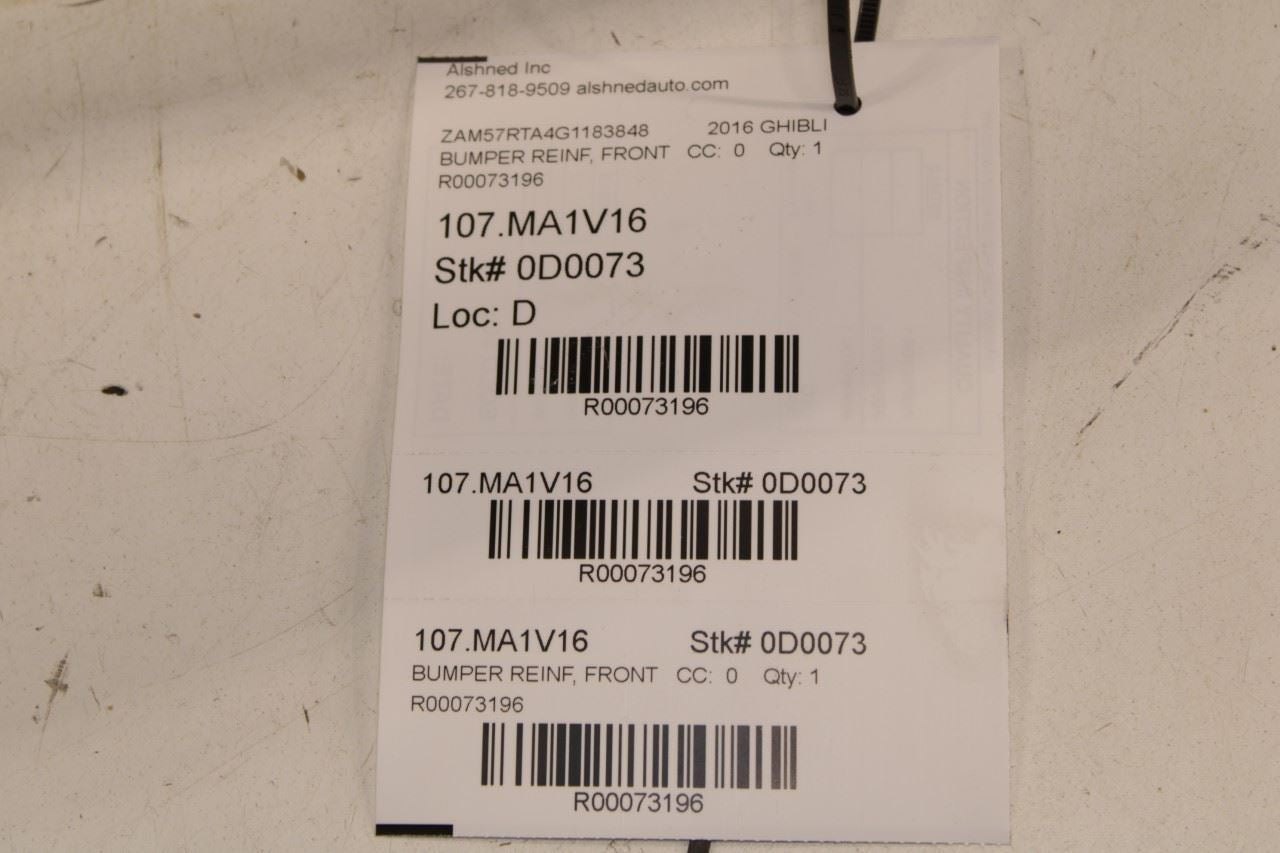 Alshned Inc
267-818-9509 alshnedauto.com
ZAM57RTA4G1183848 2016 GHIBLI
BUMPER REINF, FRONT CC: 0 Qty: 1
R00073196
107.MA1V16
Stk# 0D0073
Loc: D
R00073196
107.MA1V16 Stk# 0D0073
R00073196
107.MA1V16 Stk# 0D0073
BUMPER REINF, FRONT CC: 0 Qty: 1
R00073196
R00073196